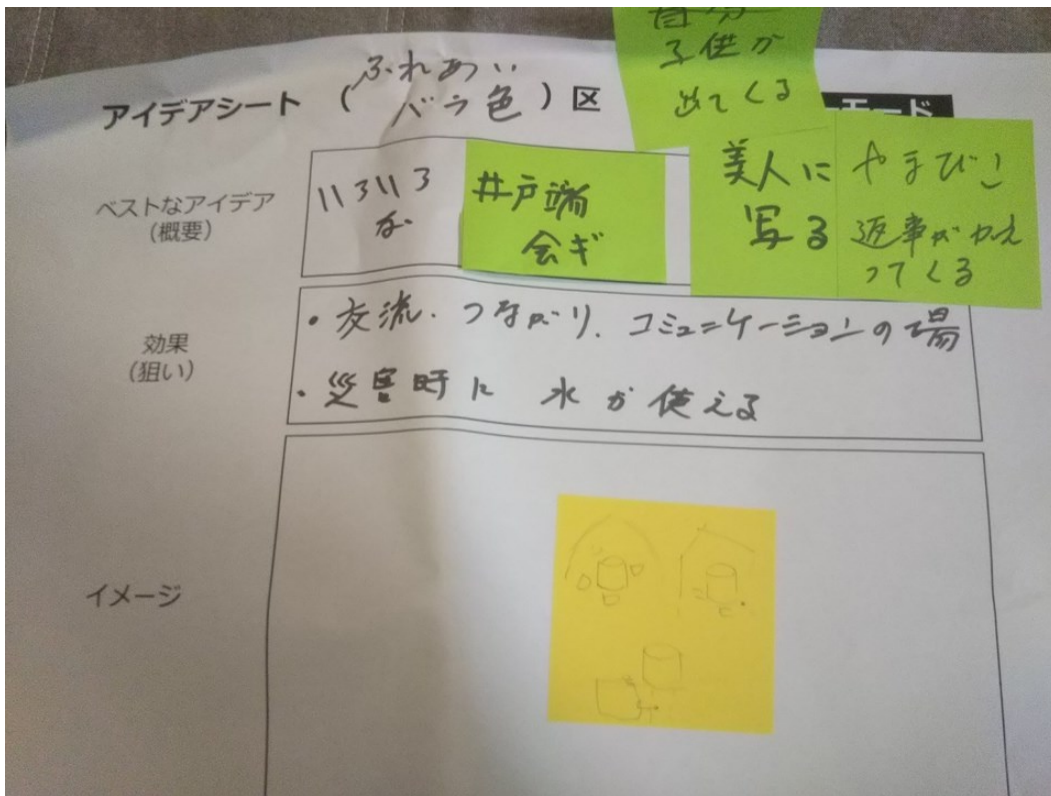 ふれあい
アイデアシート ( バラ色 ) 区
子供が
出てくる
モード
ベストなアイデア
(概要)
いろいろ
な
井戸端
会ギ
美人に
写る
やまびこ
返事がかえ
ってくる
効果
(狙い)
・交流、つながり、コミュニケーションの場
・災害時に 水が使える
イメージ